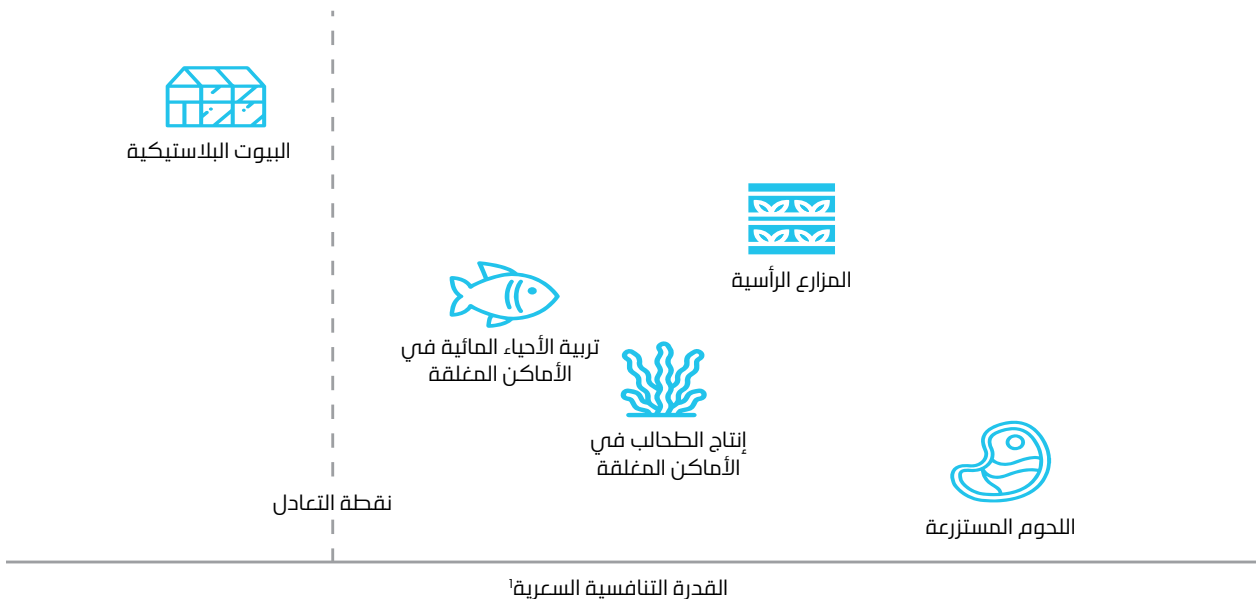 البيوت البلاستيكية
المزارع الرأسية
تربية الأحياء المائية في
الأماكن المغلقة
إنتاج الطحالب في
الأماكن المغلقة
نقطة التعادل
اللحوم المستزرعة
القدرة التنافسية السعرية¹